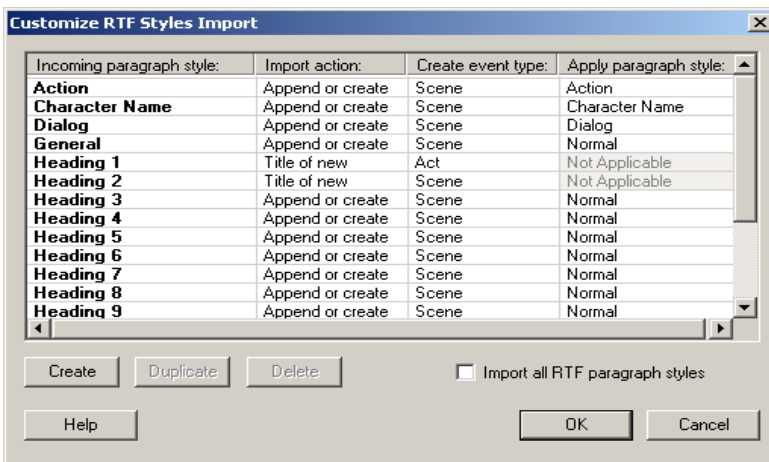 Customize RTF Styles Import
Incoming paragraph style: Import action: Create event type: Apply paragraph style:
Action Append or create Scene Action
Character Name Append or create Scene Character Name
Dialog Append or create Scene Dialog
General Append or create Scene Normal
Heading 1 Title of new Act Not Applicable
Heading 2 Title of new Scene Not Applicable
Heading 3 Append or create Scene Normal
Heading 4 Append or create Scene Normal
Heading 5 Append or create Scene Normal
Heading 6 Append or create Scene Normal
Heading 7 Append or create Scene Normal
Heading 8 Append or create Scene Normal
Heading 9 Append or create Scene Normal
Create Duplicate Delete Import all RTF paragraph styles
Help OK Cancel